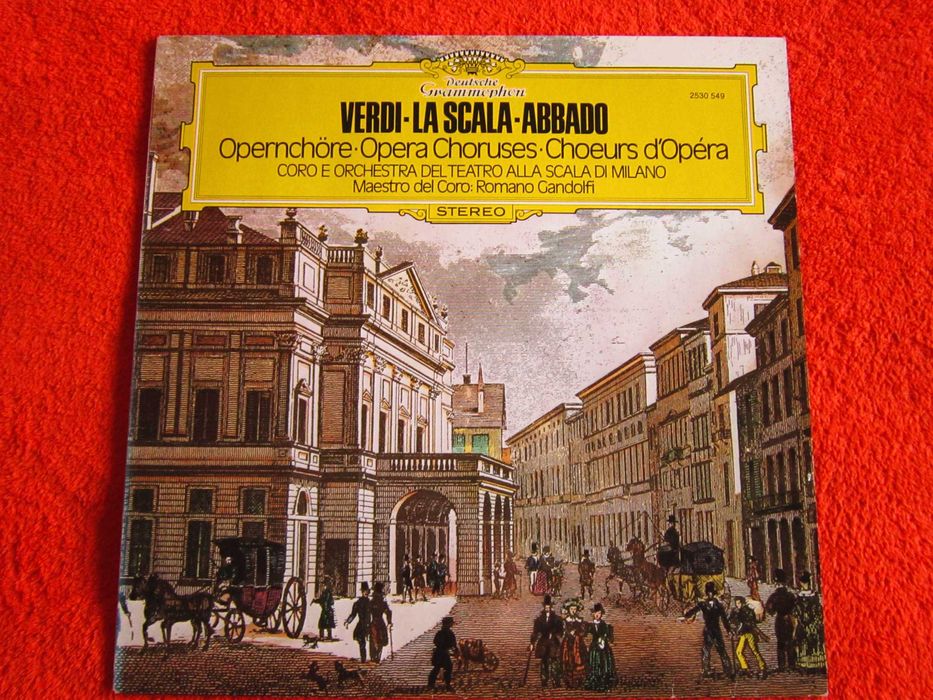 Deutsche
Grammophon
2530 549
VERDI·LA SCALA·ABBADO
Opernchöre·Opera Choruses·Choeurs d'Opéra
CORO E ORCHESTRA DEL TEATRO ALLA SCALA DI MILANO
Maestro del Coro: Romano Gandolfi
STEREO